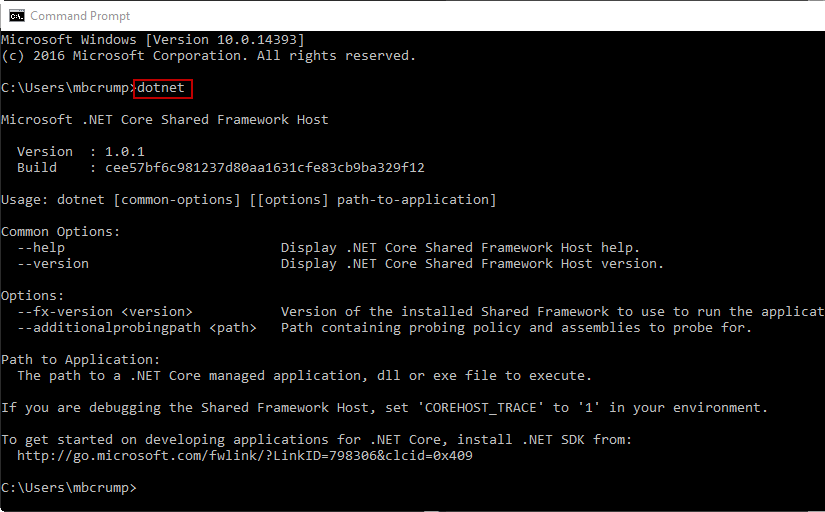 Command Prompt
Microsoft Windows [Version 10.0.14393]
(c) 2016 Microsoft Corporation. All rights reserved.
C:\Users\mbcrump>dotnet
Microsoft .NET Core Shared Framework Host
  Version  : 1.0.1
  Build    : cee57bf6c981237d80aa1631cfe83cb9ba329f12
Usage: dotnet [common-options] [[options] path-to-application]
Common Options:
  --help                           Display .NET Core Shared Framework Host help.
  --version                        Display .NET Core Shared Framework Host version.
Options:
  --fx-version <version>           Version of the installed Shared Framework to use to run the applicat
  --additionalprobingpath <path>   Path containing probing policy and assemblies to probe for.
Path to Application:
  The path to a .NET Core managed application, dll or exe file to execute.
If you are debugging the Shared Framework Host, set 'COREHOST_TRACE' to '1' in your environment.
To get started on developing applications for .NET Core, install .NET SDK from:
  http://go.microsoft.com/fwlink/?LinkID=798306&clcid=0x409
C:\Users\mbcrump>